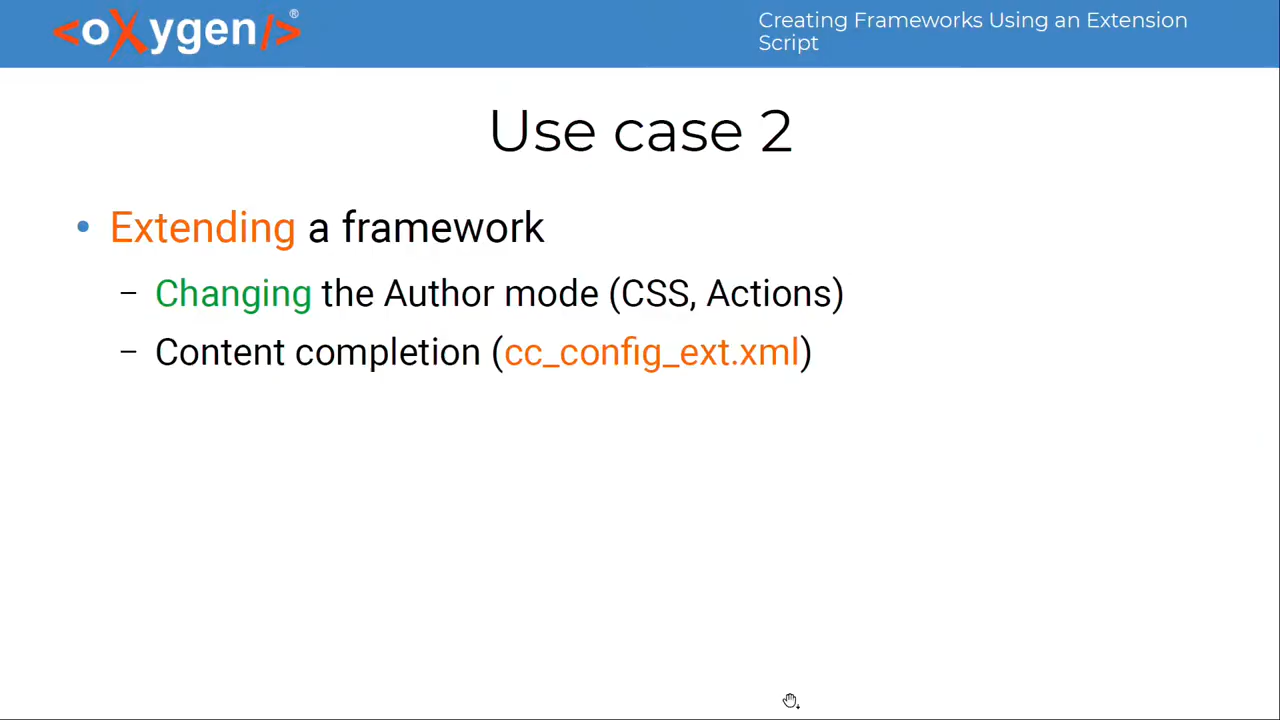 <oXygen/>®
Creating Frameworks Using an Extension
Script
Use case 2
• Extending a framework
– Changing the Author mode (CSS, Actions)
– Content completion (cc_config_ext.xml)